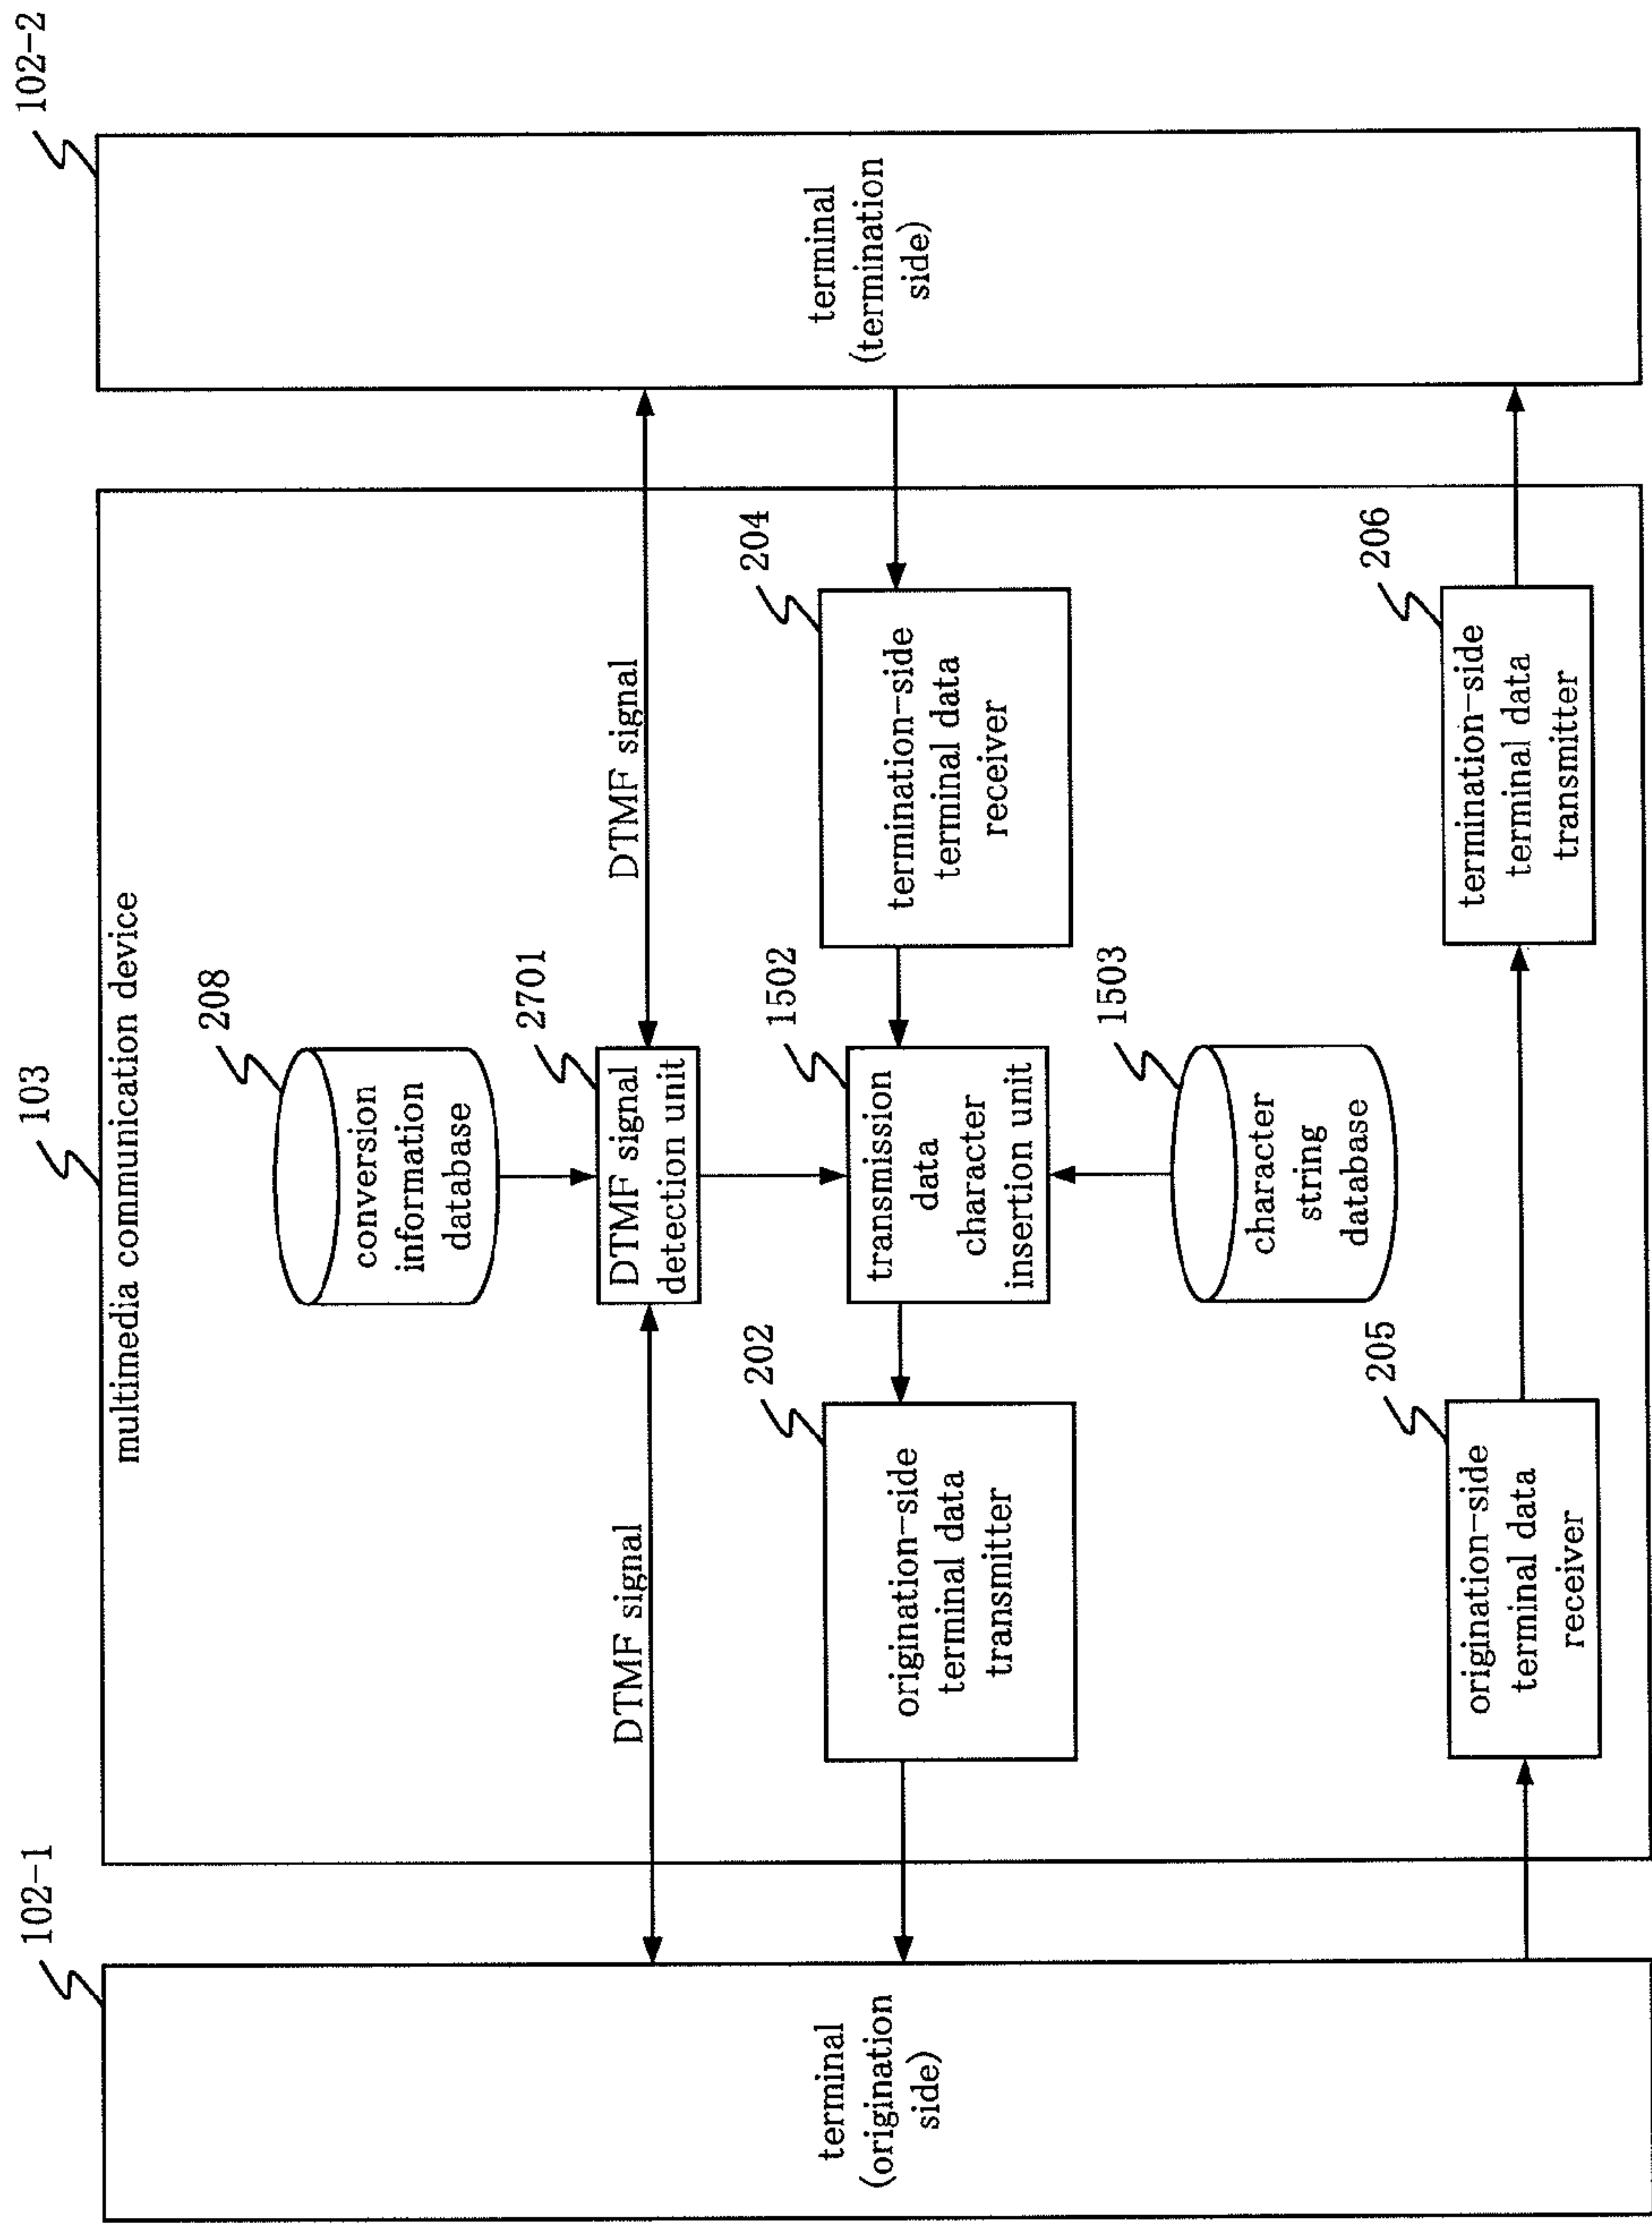 102-1
103
102-2
multimedia communication device
terminal
(origination
side)
terminal
(termination
side)
208
conversion
information
database
2701
DTMF signal
DTMF signal
detection unit
DTMF signal
202
origination-side
terminal data
transmitter
1502
transmission
data
character
insertion unit
204
termination-side
terminal data
receiver
1503
character
string
database
205
origination-side
terminal data
receiver
206
termination-side
terminal data
transmitter